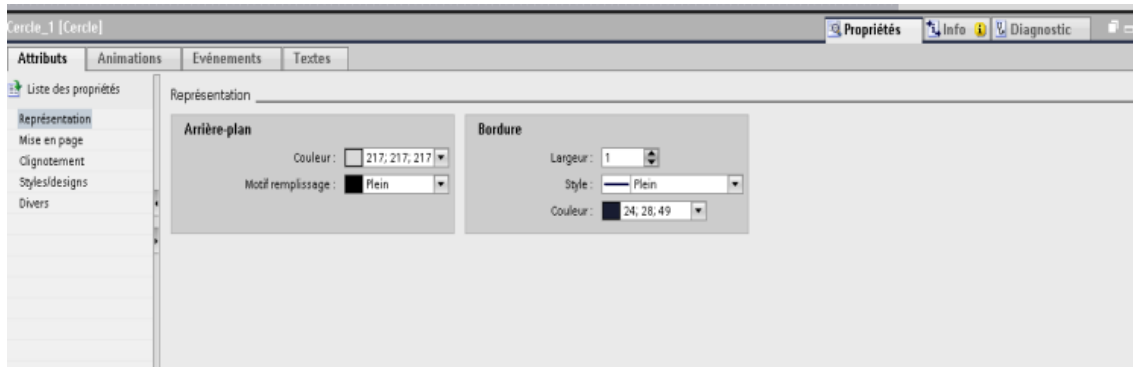 Cercle_1 [Cercle]
Propriétés
Info
Diagnostic
Attributs
Animations
Evénements
Textes
Liste des propriétés
Représentation
Mise en page
Clignotement
Styles/designs
Divers
Représentation
Arrière-plan
Couleur : 217; 217; 217
Motif remplissage : Plein
Bordure
Largeur : 1
Style : Plein
Couleur : 24; 28; 49